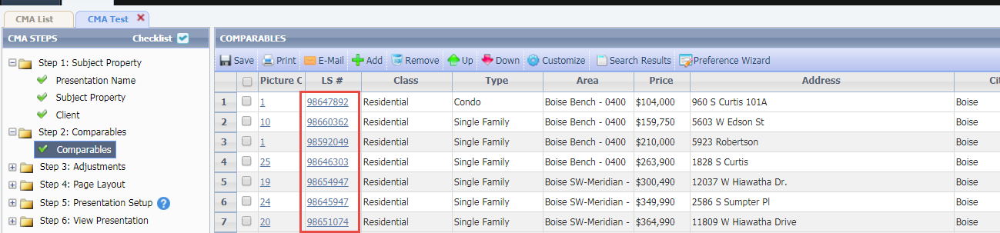 CMA List CMA Test
CMA STEPS Checklist
Step 1: Subject Property
Presentation Name
Subject Property
Client
Step 2: Comparables
Comparables
Step 3: Adjustments
Step 4: Page Layout
Step 5: Presentation Setup ?
Step 6: View Presentation
COMPARABLES
Save Print E-Mail Add Remove Up Down Customize Search Results Preference Wizard
Picture C LS # Class Type Area Price Address Cit
1 1 98647892 Residential Condo Boise Bench - 0400 $104,000 960 S Curtis 101A Boise
2 10 98660362 Residential Single Family Boise Bench - 0400 $159,750 5603 W Edson St Boise
3 1 98592049 Residential Single Family Boise Bench - 0400 $210,000 5923 Robertson Boise
4 25 98646303 Residential Single Family Boise Bench - 0400 $263,900 1828 S Curtis Boise
5 19 98654947 Residential Single Family Boise SW-Meridian - $300,490 12037 W Hiawatha Dr. Boise
6 24 98645947 Residential Single Family Boise SW-Meridian - $349,990 2586 S Sumpter Pl Boise
7 20 98651074 Residential Single Family Boise SW-Meridian - $364,990 11809 W Hiawatha Drive Boise